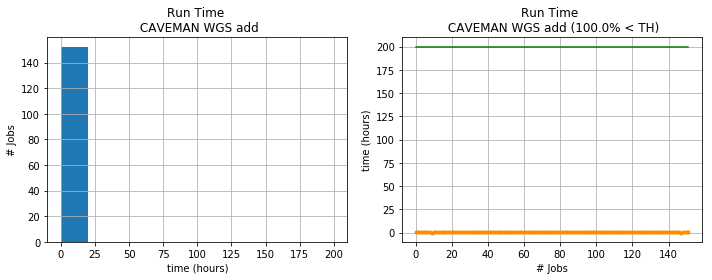 Run Time
CAVEMAN WGS add
# Jobs
140
120
100
80
60
40
20
0
0 25 50 75 100 125 150 175 200
time (hours)
Run Time
CAVEMAN WGS add (100.0% < TH)
time (hours)
200
175
150
125
100
75
50
25
0
0 20 40 60 80 100 120 140
# Jobs